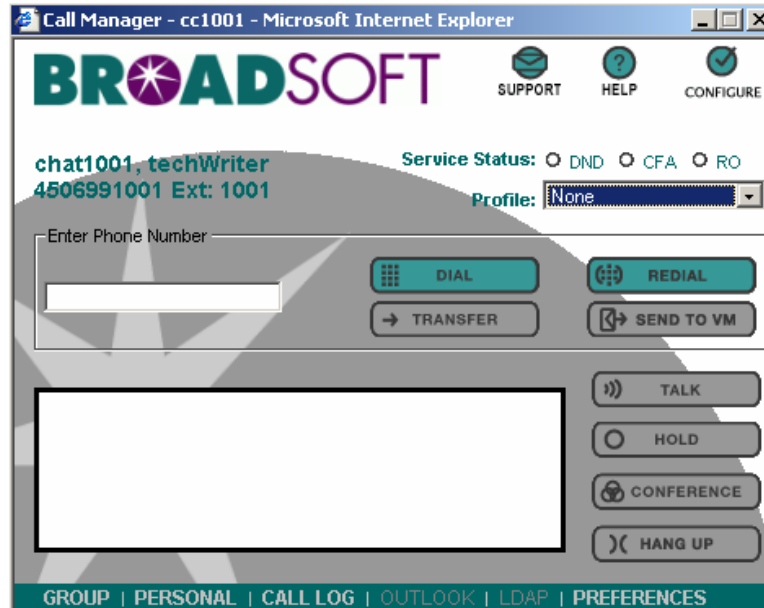 Call Manager - cc1001 - Microsoft Internet Explorer
BROADSOFT
SUPPORT HELP CONFIGURE
chat1001, techWriter
Service Status: DND CFA RO
4506991001 Ext: 1001
Profile: None
Enter Phone Number
DIAL REDIAL
TRANSFER SEND TO VM
TALK
HOLD
CONFERENCE
HANG UP
GROUP | PERSONAL | CALL LOG | OUTLOOK | LDAP | PREFERENCES